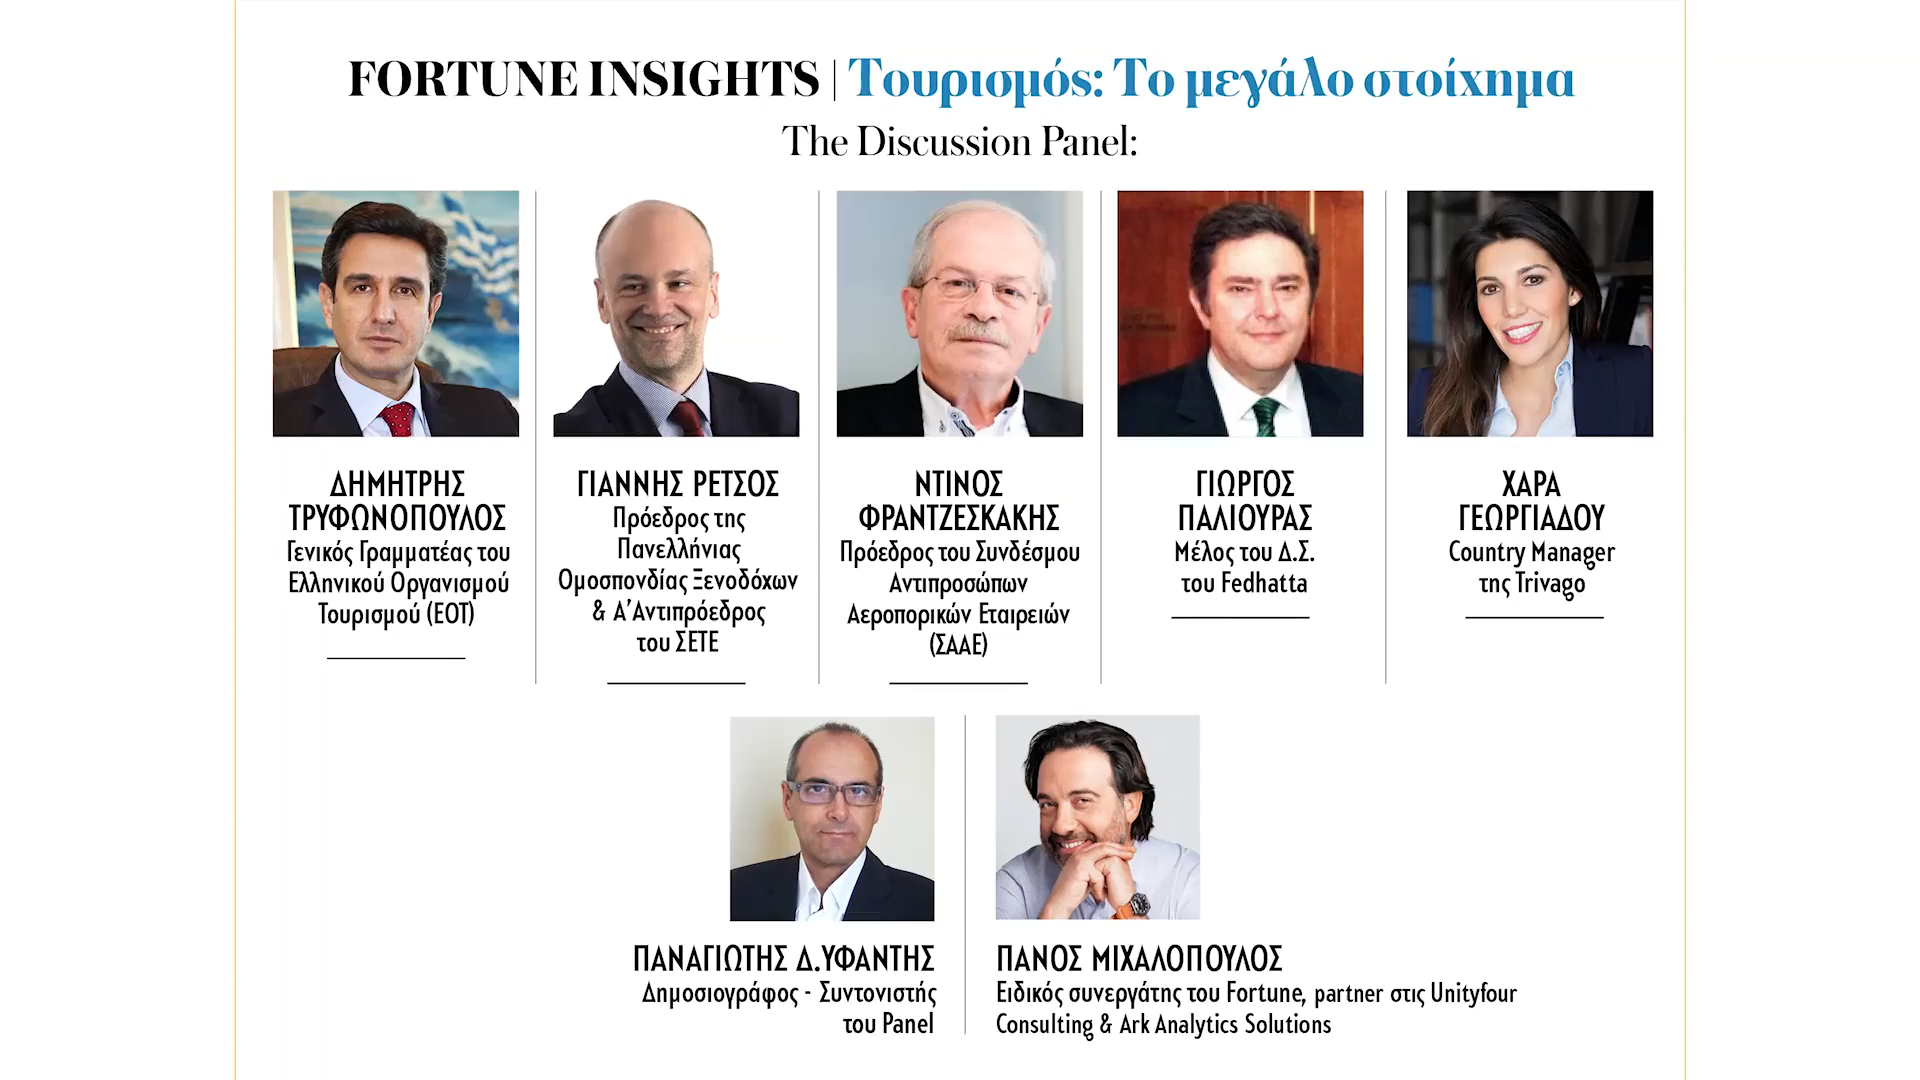 FORTUNE INSIGHTS | Τουρισμός: Το μεγάλο στοίχημα
The Discussion Panel:
ΔΗΜΗΤΡΗΣ
ΤΡΥΦΩΝΟΠΟΥΛΟΣ
Γενικός Γραμματέας του
Ελληνικού Οργανισμού
Τουρισμού (ΕΟΤ)
ΓΙΑΝΝΗΣ ΡΕΤΣΟΣ
Πρόεδρος της
Πανελλήνιας
Ομοσπονδίας Ξενοδόχων
& Α’Αντιπρόεδρος
του ΣΕΤΕ
ΝΤΙΝΟΣ
ΦΡΑΝΤΖΕΣΚΑΚΗΣ
Πρόεδρος του Συνδέσμου
Αντιπροσώπων
Αεροπορικών Εταιρειών
(ΣΑΑΕ)
ΓΙΩΡΓΟΣ
ΠΑΛΙΟΥΡΑΣ
Μέλος του Δ.Σ.
του Fedhatta
ΧΑΡΑ
ΓΕΩΡΓΙΑΔΟΥ
Country Manager
της Trivago
ΠΑΝΑΓΙΩΤΗΣ Δ.ΥΦΑΝΤΗΣ
Δημοσιογράφος - Συντονιστής
του Panel
ΠΑΝΟΣ ΜΙΧΑΛΟΠΟΥΛΟΣ
Ειδικός συνεργάτης του Fortune, partner στις Unityfour
Consulting & Ark Analytics Solutions